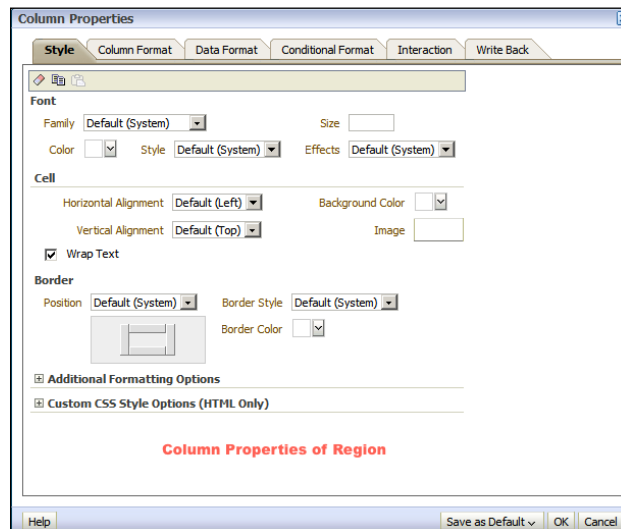 Column Properties
Style Column Format Data Format Conditional Format Interaction Write Back
Font
Family Default (System) Size
Color Style Default (System) Effects Default (System)
Cell
Horizontal Alignment Default (Left) Background Color
Vertical Alignment Default (Top) Image
Wrap Text
Border
Position Default (System) Border Style Default (System)
Border Color
Additional Formatting Options
Custom CSS Style Options (HTML Only)
Column Properties of Region
Help Save as Default OK Cancel